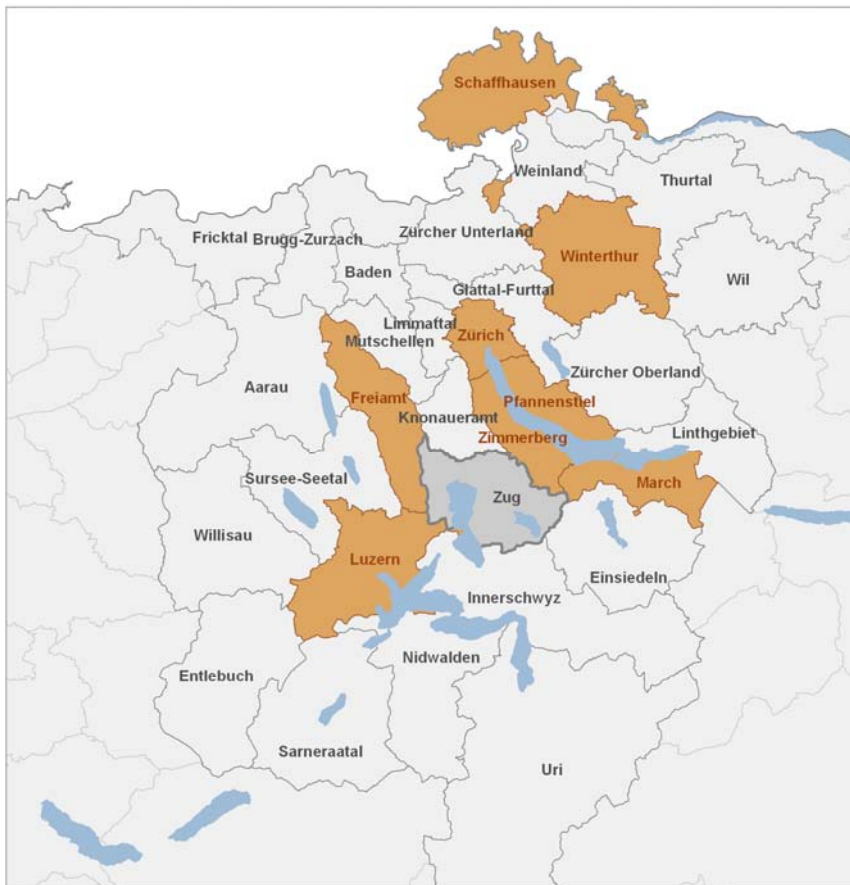 Schaffhausen
Weinland
Thurtal
Fricktal
Brugg-Zurzach
Zürcher Unterland
Baden
Winterthur
Wil
Glattal-Furttal
Limmattal
Mutschellen
Zürich
Zürcher Oberland
Aarau
Freiamt
Pfannenstiel
Knonaueramt
Zimmerberg
Linthgebiet
Sursee-Seetal
Zug
March
Willisau
Luzern
Einsiedeln
Innerschwyz
Nidwalden
Entlebuch
Sarneraatal
Uri